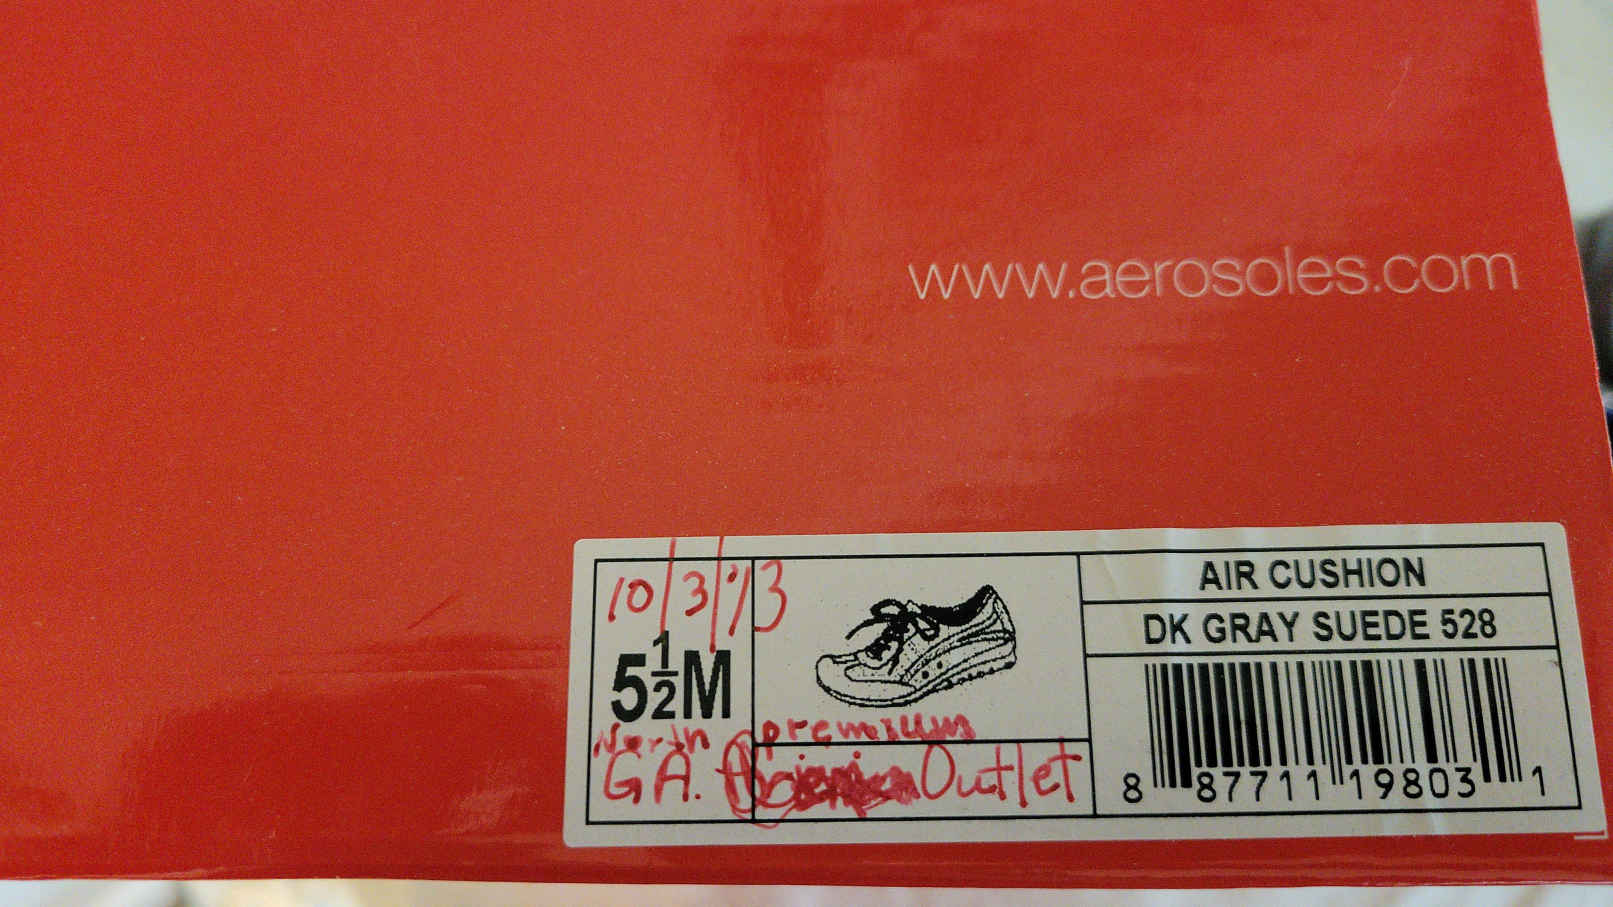 www.aerosoles.com
10/3/13
5½M
North premium
GA. Outlet
AIR CUSHION
DK GRAY SUEDE 528
8 87711 19803 1